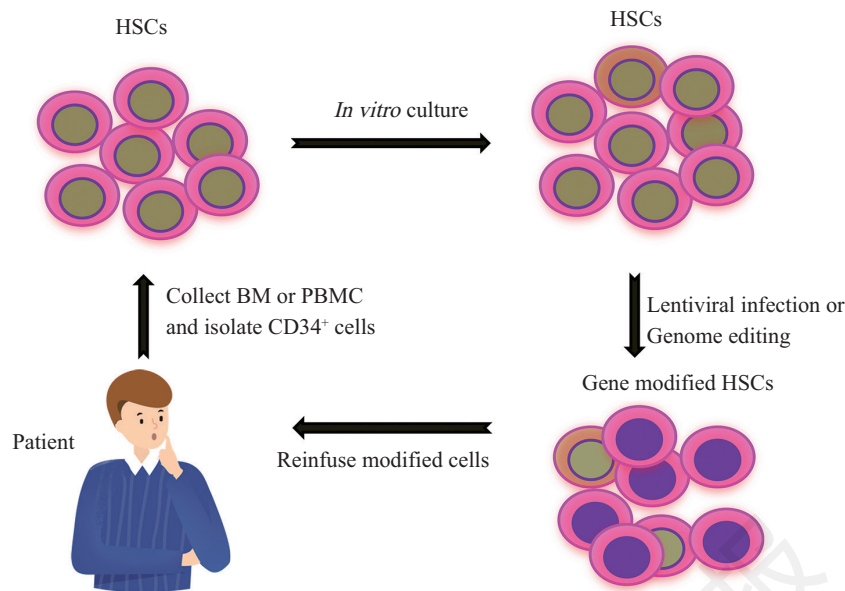 HSCs
HSCs
In vitro culture
Collect BM or PBMC
and isolate CD34⁺ cells
Lentiviral infection or
Genome editing
Gene modified HSCs
Patient
Reinfuse modified cells